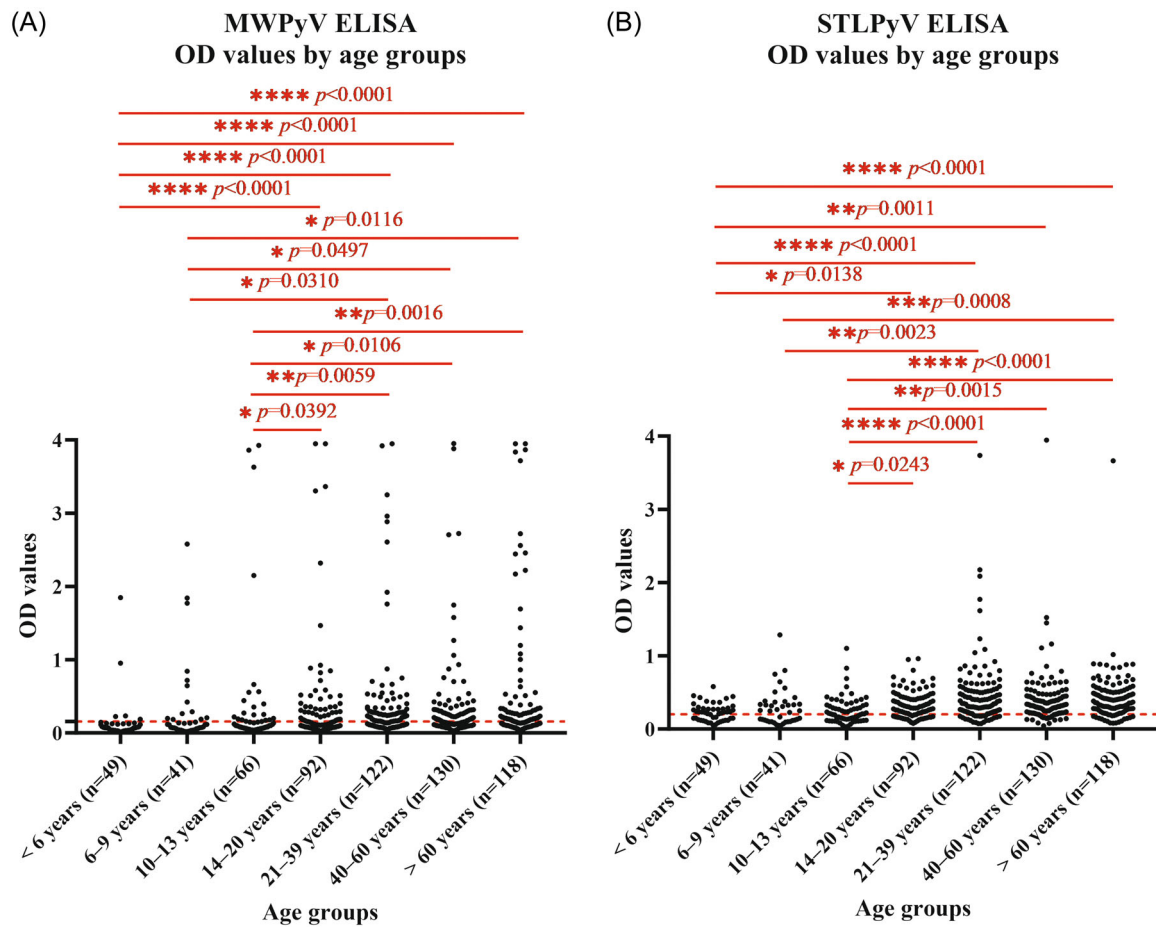 (A)
MWPyV ELISA
OD values by age groups
**** p<0.0001
**** p<0.0001
**** p<0.0001
**** p<0.0001
* p=0.0116
* p=0.0497
* p=0.0310
**p=0.0016
* p=0.0106
**p=0.0059
* p=0.0392
OD values
4
3
2
1
0
< 6 years (n=49)
6–9 years (n=41)
10–13 years (n=66)
14–20 years (n=92)
21–39 years (n=122)
40–60 years (n=130)
> 60 years (n=118)
Age groups
(B)
STLPyV ELISA
OD values by age groups
**** p<0.0001
**p=0.0011
**** p<0.0001
* p=0.0138
***p=0.0008
**p=0.0023
**** p<0.0001
**p=0.0015
**** p<0.0001
* p=0.0243
OD values
4
3
2
1
0
< 6 years (n=49)
6–9 years (n=41)
10–13 years (n=66)
14–20 years (n=92)
21–39 years (n=122)
40–60 years (n=130)
> 60 years (n=118)
Age groups